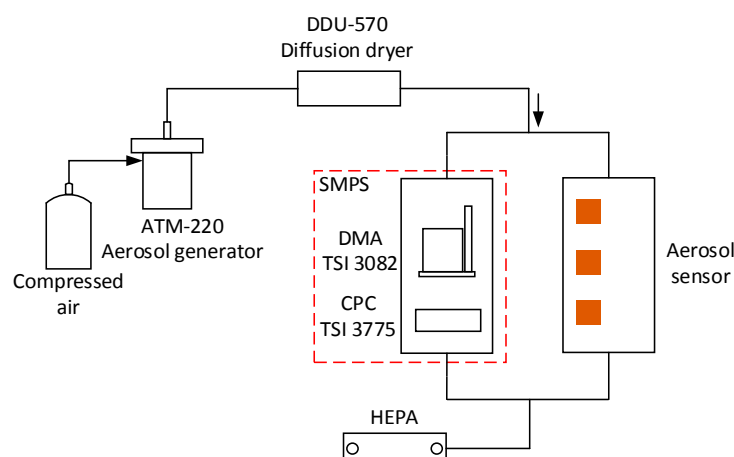 DDU-570
Diffusion dryer
ATM-220
Aerosol generator
Compressed
air
SMPS
DMA
TSI 3082
CPC
TSI 3775
Aerosol
sensor
HEPA